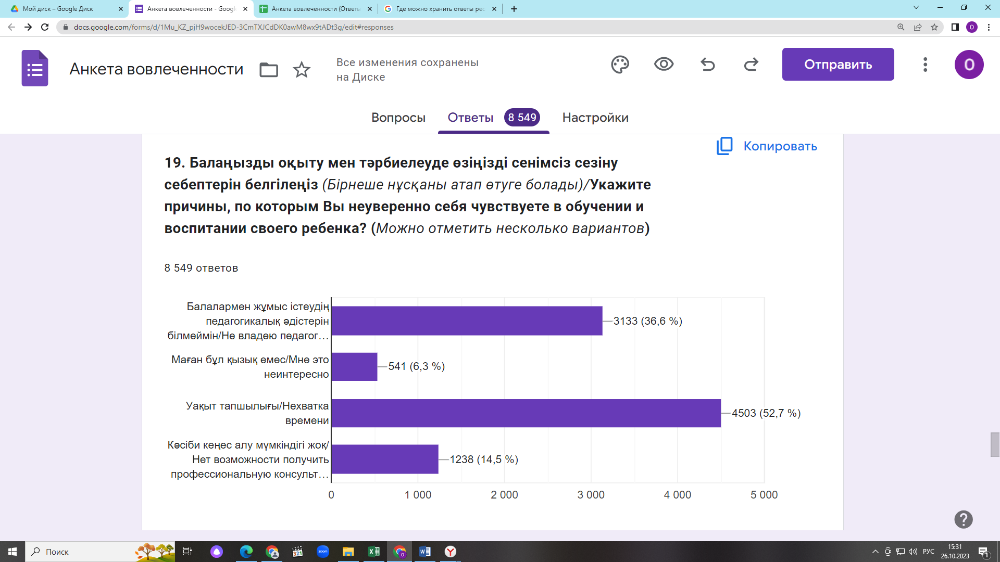 Мой диск – Google Диск
Анкета вовлеченности - Googl
Анкета вовлеченности (Ответы
Где можно хранить ответы рес
docs.google.com/forms/d/1Mu_KZ_pjH9wocekJED-3CmTXJCdDK0awM8wx9tADt3g/edit#responses
O
Анкета вовлеченности
Все изменения сохранены
на Диске
Отправить
O
Вопросы
Ответы
8 549
Настройки
Копировать
19. Балаңызды оқыту мен тәрбиелеуде өзіңізді сенімсіз сезіну
себептерін белгілеңіз (Бірнеше нұсқаны атап өтуге болады)/Укажите
причины, по которым Вы неуверенно себя чувствуете в обучении и
воспитании своего ребенка? (Можно отметить несколько вариантов)
8 549 ответов
Балалармен жұмыс істеудің
педагогикалық әдістерін
білмеймін/Не владею педагог…
3133 (36,6 %)
Маған бұл қызық емес/Мне это
неинтересно
541 (6,3 %)
Уақыт тапшылығы/Нехватка
времени
4503 (52,7 %)
Кәсіби кеңес алу мүмкіндігі жоқ/
Нет возможности получить
профессиональную консульт…
1238 (14,5 %)
0
1 000
2 000
3 000
4 000
5 000
Поиск
321
zoom
O
РУС
15:31
26.10.2023
1